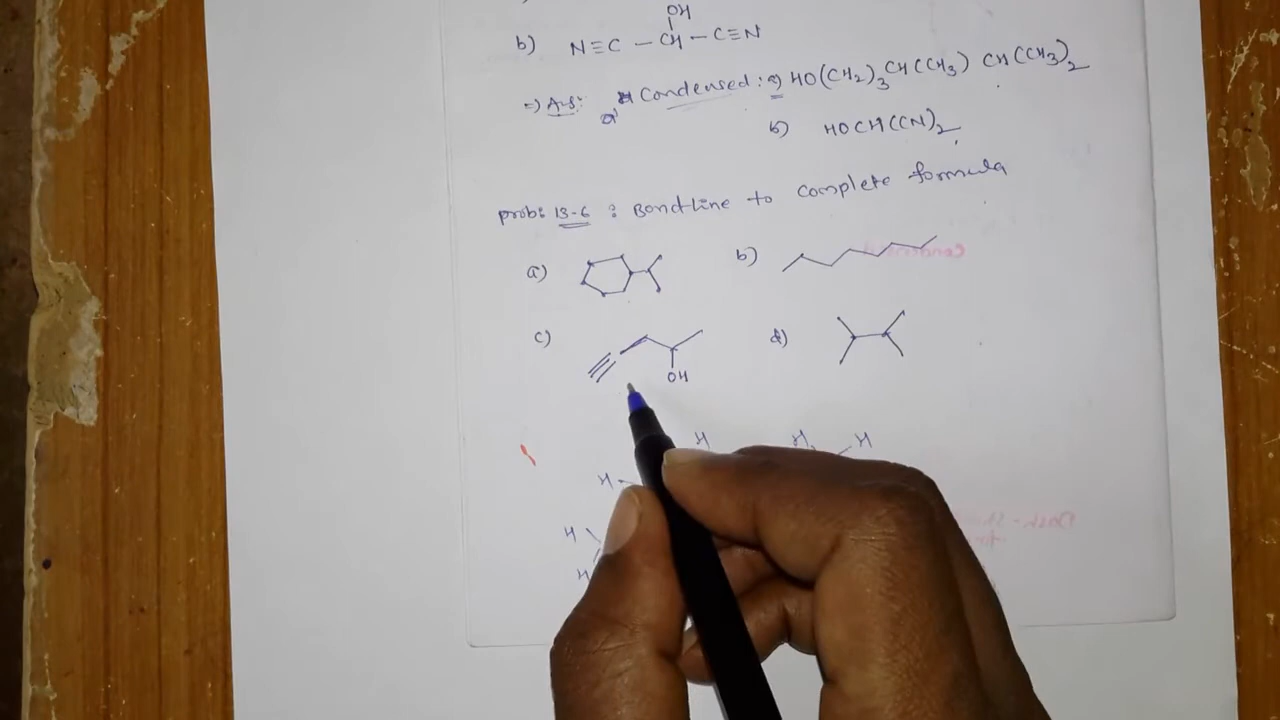 OH
b) N≡C – CH – C≡N
=) Ans: Condensed: a) HO(CH2)3CH(CH3) CH(CH3)2
b) HOCH(CN)2
prob: 13-6 : Bondline to complete formula
a) b)
c) d)
OH
H H H
H
H
H